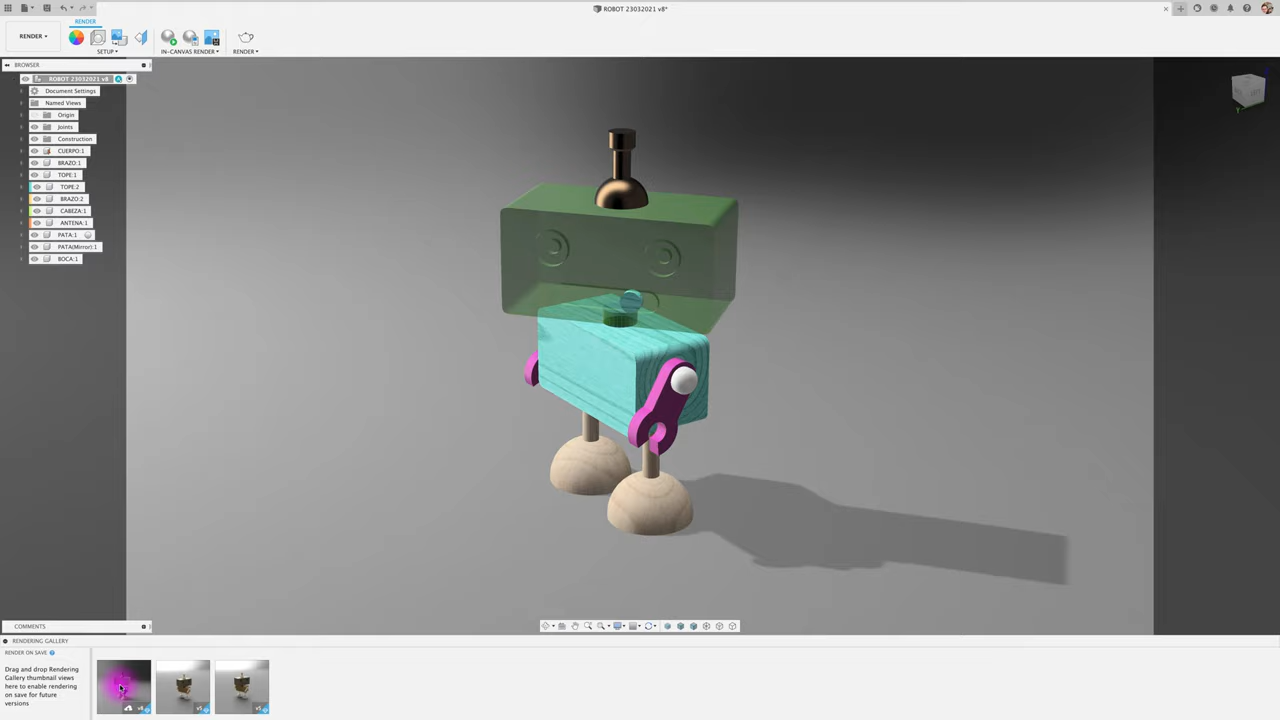 ROBOT 23032021 v8*
RENDER
RENDER
SETUP
IN-CANVAS RENDER
RENDER
BROWSER
ROBOT 23032021 v8
Document Settings
Named Views
Origin
Joints
Construction
CUERPO:1
BRAZO:1
TOPE:1
TOPE:2
BRAZO:2
CABEZA:1
ANTENA:1
PATA:1
PATA(Mirror):1
BOCA:1
COMMENTS
RENDERING GALLERY
RENDER ON SAVE
Drag and drop Rendering
Gallery thumbnail views
here to enable rendering
on save for future
versions